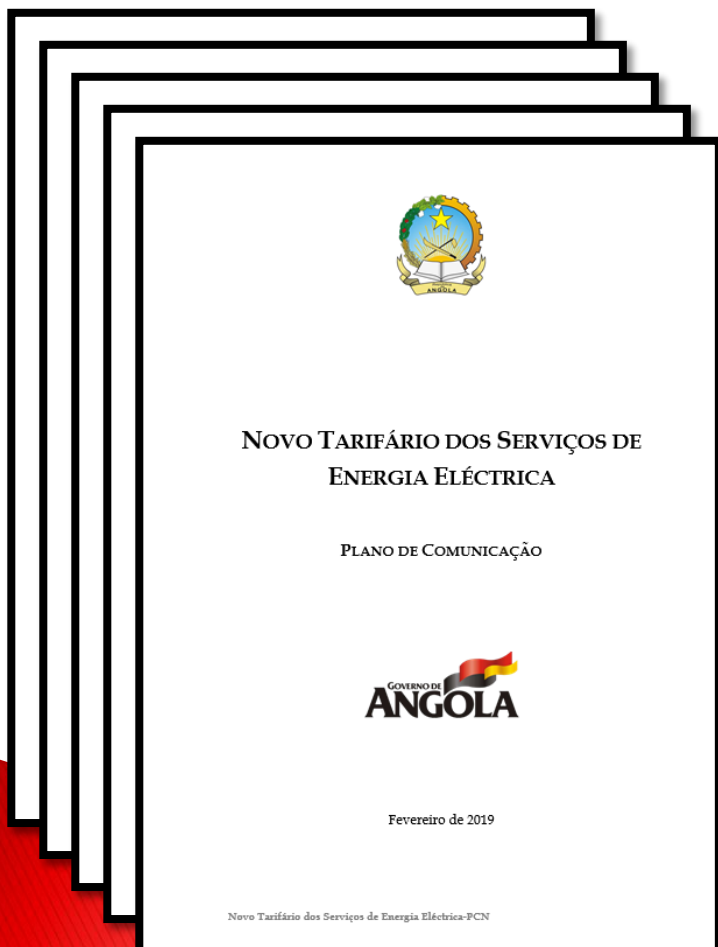 ANGOLA
NOVO TARIFÁRIO DOS SERVIÇOS DE
ENERGIA ELÉCTRICA
PLANO DE COMUNICAÇÃO
GOVERNO DE
ANGOLA
Fevereiro de 2019
Novo Tarifário dos Serviços de Energia Eléctrica-PCN